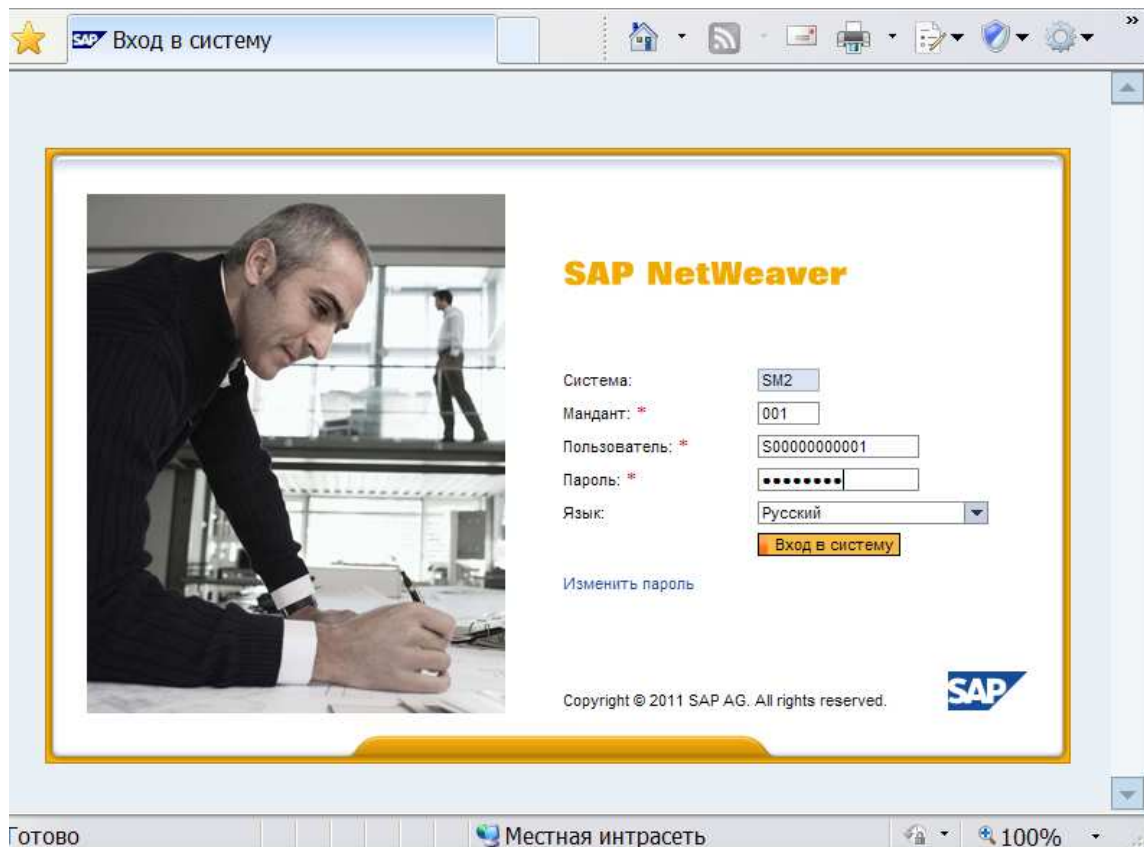 SAP Вход в систему
»
SAP NetWeaver
Система: SM2
Мандант: * 001
Пользователь: * S00000000001
Пароль: * ••••••••
Язык: Русский
Вход в систему
Изменить пароль
Copyright © 2011 SAP AG. All rights reserved.
SAP
Готово Местная интрасеть 100%